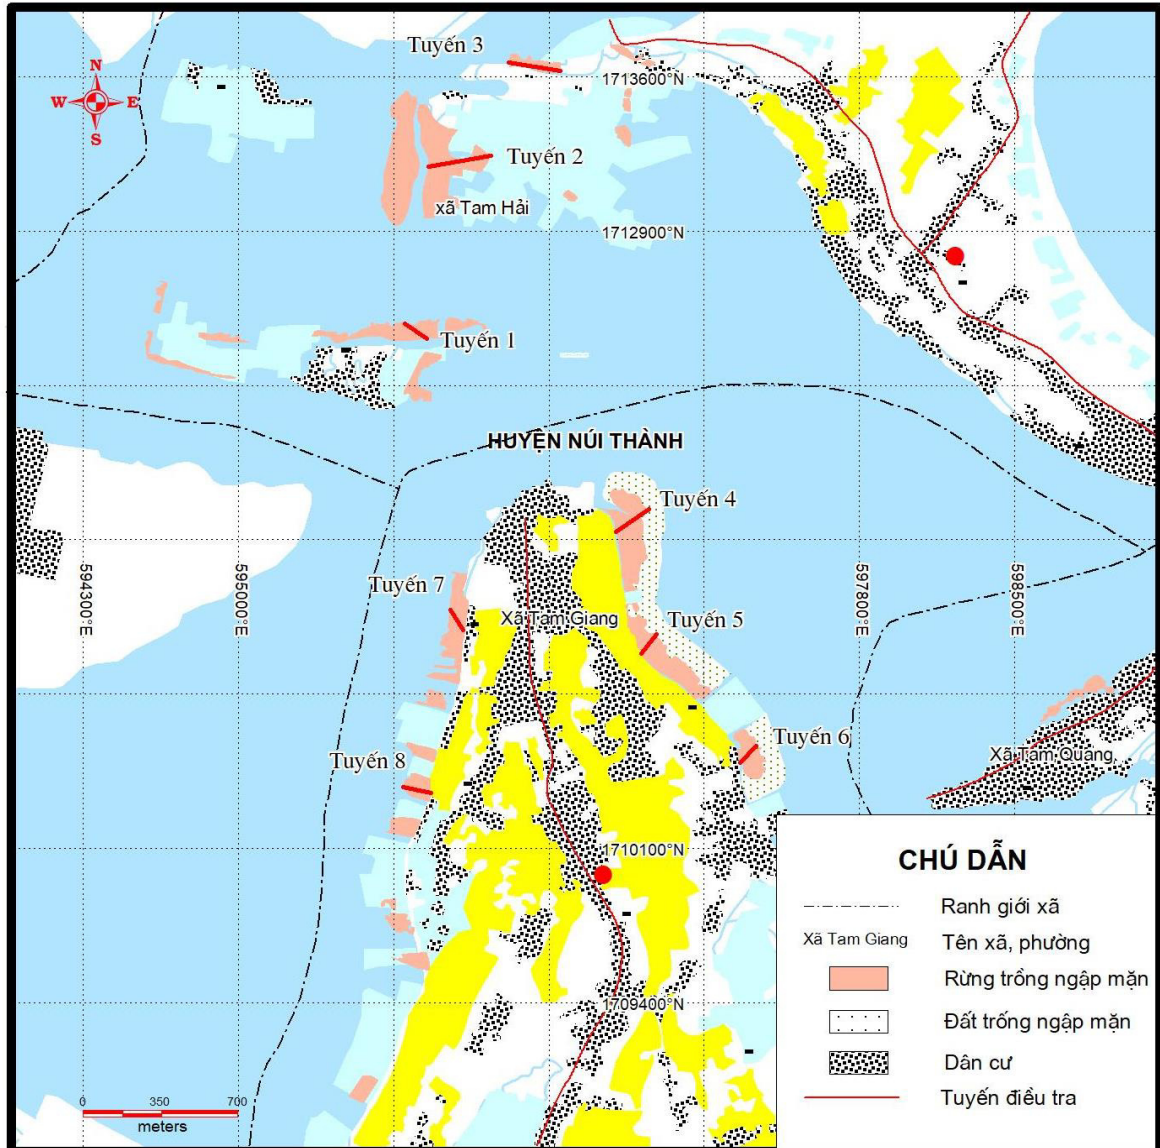 Tuyến 3
1713600°N
N
W E
S
Tuyến 2
xã Tam Hải
1712900°N
Tuyến 1
HUYỆN NÚI THÀNH
Tuyến 4
594300°E
595000°E
597800°E
598500°E
Tuyến 7
Xã Tam Giang
Tuyến 5
Tuyến 6
Xã Tam Quang
Tuyến 8
1710100°N
1709400°N
0 350 700
meters
CHÚ DẪN
Ranh giới xã
Xã Tam Giang Tên xã, phường
Rừng trồng ngập mặn
Đất trống ngập mặn
Dân cư
Tuyến điều tra